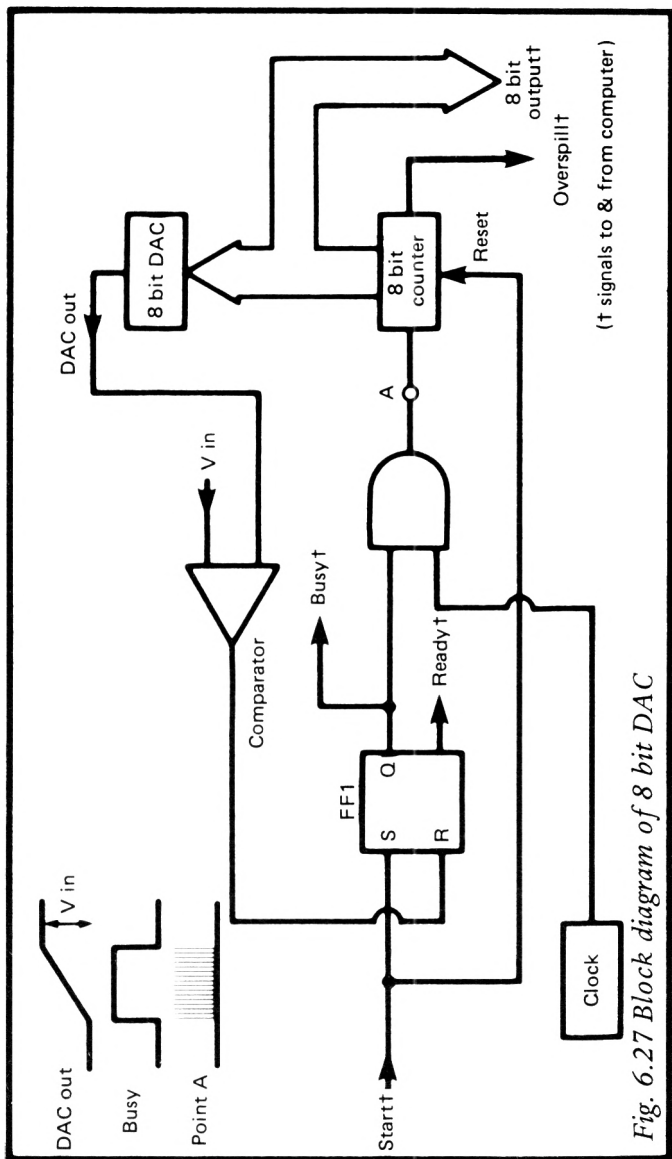 DAC out
V in
Busy
Point A
Start†
FF1
S
Q
R
Busy†
Ready†
Comparator
V in
DAC out
8 bit DAC
A
8 bit
counter
Reset
8 bit
output†
Overspill†
(† signals to & from computer)
Clock
Fig. 6.27 Block diagram of 8 bit DAC